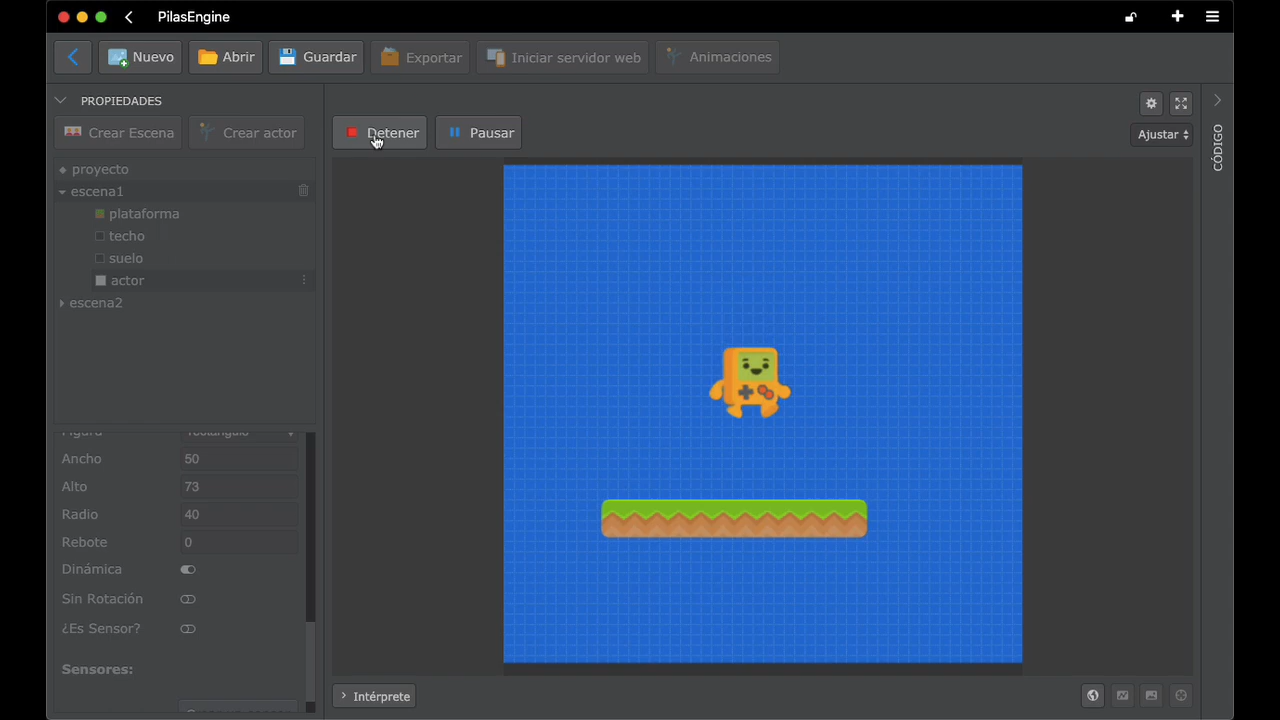 PilasEngine
Nuevo Abrir Guardar Exportar Iniciar servidor web Animaciones
PROPIEDADES
Crear Escena Crear actor Detener Pausar Ajustar
CÓDIGO
proyecto
escena1
plataforma
techo
suelo
actor
escena2
Figura rectángulo
Ancho 50
Alto 73
Radio 40
Rebote 0
Dinámica
Sin Rotación
¿Es Sensor?
Sensores:
Intérprete